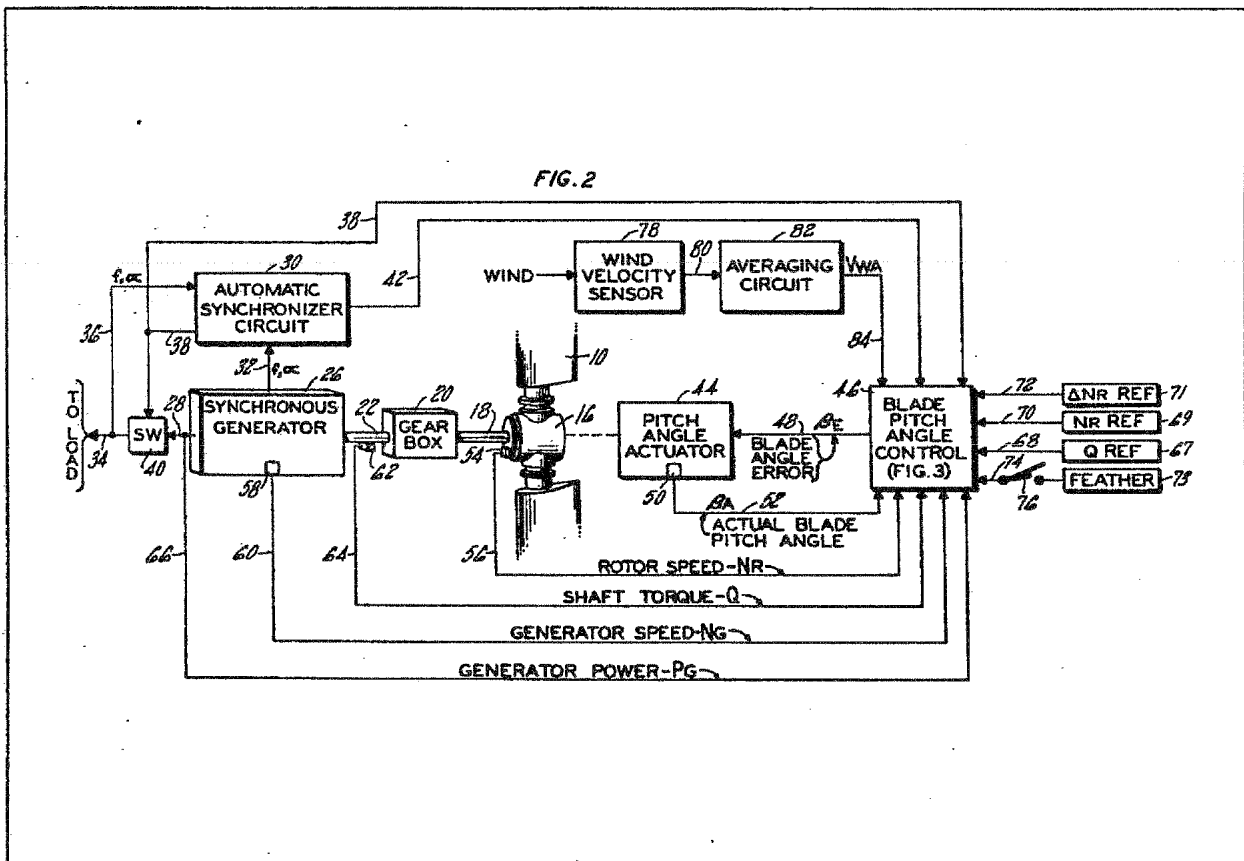 FIG. 2
38
78
82
30
42
80
VWA
WIND
WIND
VELOCITY
SENSOR
AVERAGING
CIRCUIT
f, α
AUTOMATIC
SYNCHRONIZER
CIRCUIT
36
38
84
10
32
f, α
26
20
16
44
46
72
ΔNR REF
71
TO LOAD
28
SYNCHRONOUS
GENERATOR
22
GEAR
BOX
18
PITCH
ANGLE
ACTUATOR
48
βE
BLADE
ANGLE
ERROR
BLADE
PITCH
ANGLE
CONTROL
(FIG. 3)
70
NR REF
69
SW
68
Q REF
67
34
40
62
54
74
FEATHER
73
58
50
76
βA
52
ACTUAL BLADE
PITCH ANGLE
66
60
64
56
ROTOR SPEED-NR
SHAFT TORQUE-Q
GENERATOR SPEED-NG
GENERATOR POWER-PG